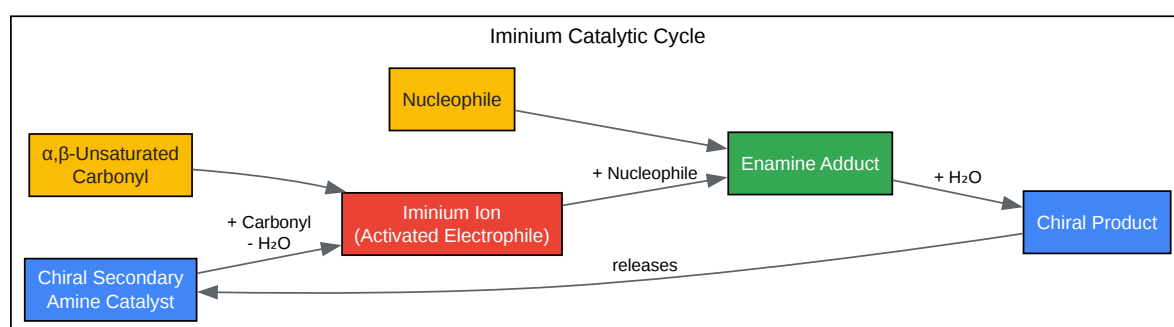 Iminium Catalytic Cycle
Nucleophile
α,β-Unsaturated
Carbonyl
Enamine Adduct
+ Nucleophile
+ H₂O
Iminium Ion
(Activated Electrophile)
+ Carbonyl
- H₂O
Chiral Product
Chiral Secondary
Amine Catalyst
releases